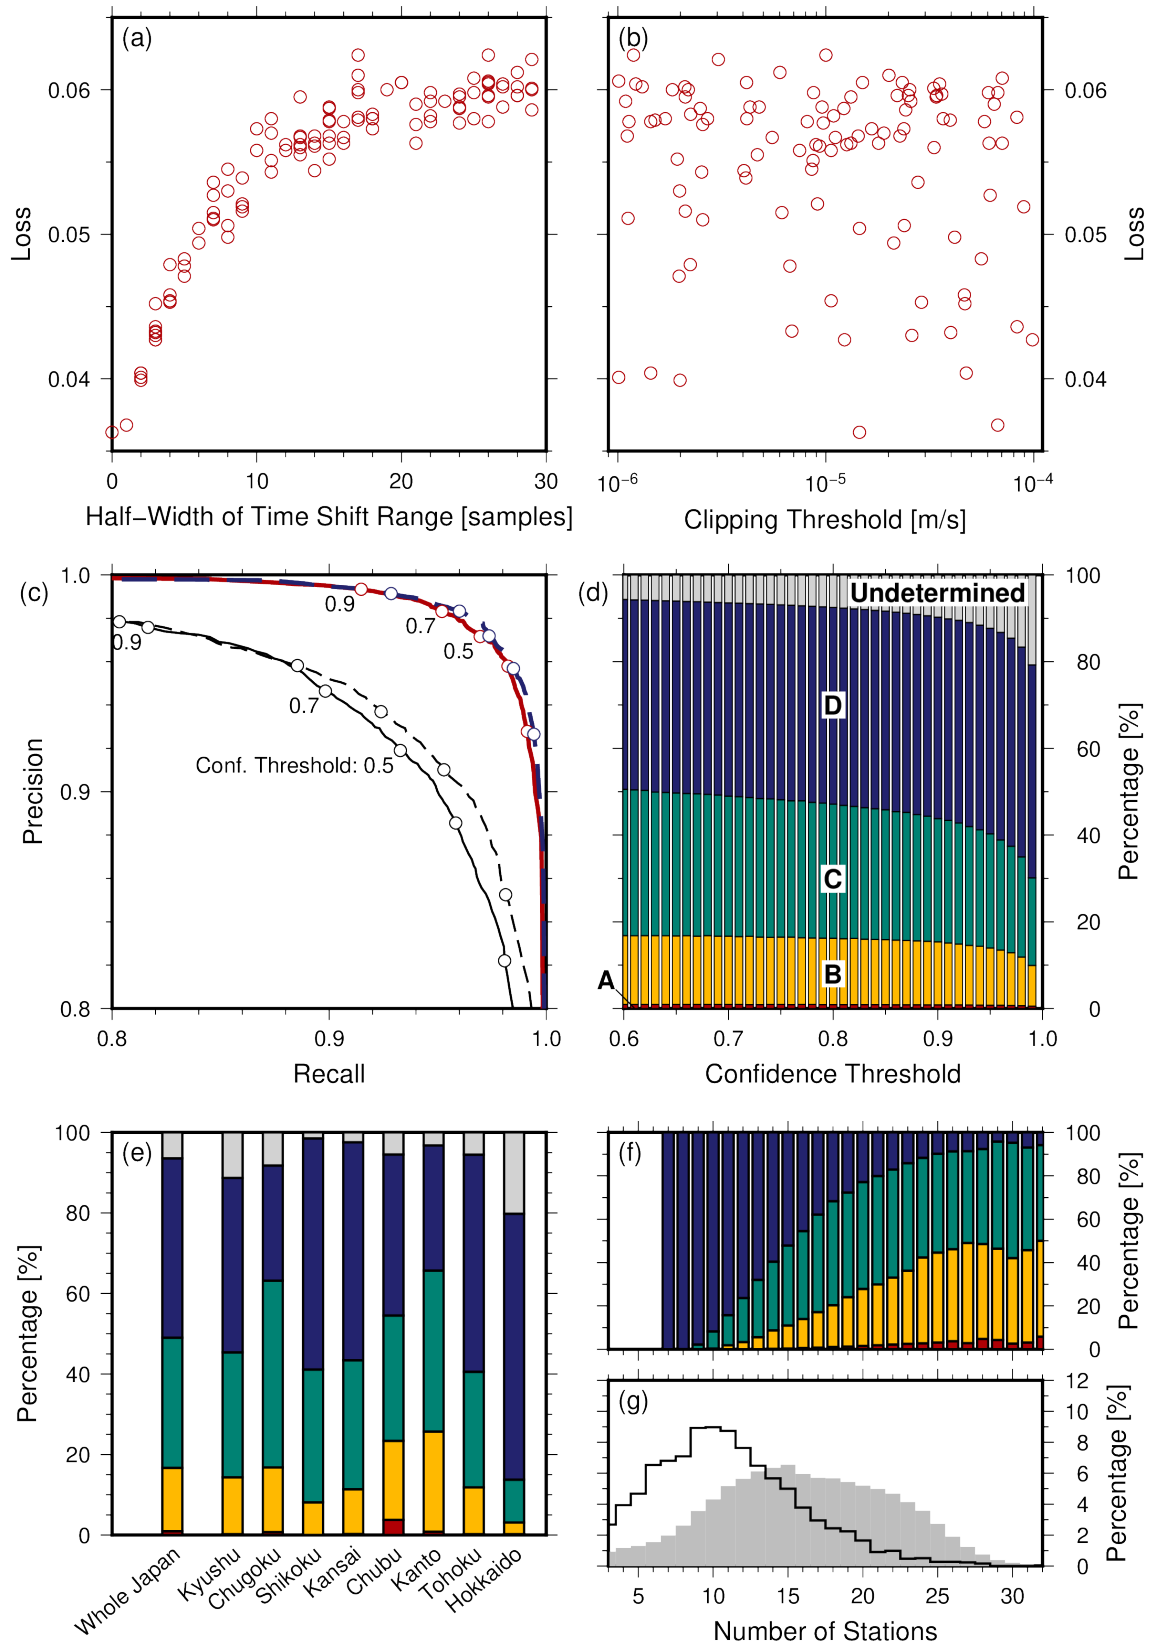 (a)
0.06
0.05
0.04
Loss
0
10
20
30
Half−Width of Time Shift Range [samples]
(b)
0.06
0.05
0.04
Loss
10−6
10−5
10−4
Clipping Threshold [m/s]
(c)
1.0
0.9
0.8
Precision
0.9
0.7
0.5
0.9
0.7
Conf. Threshold: 0.5
0.8
0.9
1.0
Recall
(d)
Undetermined
D
C
B
A
100
80
60
40
20
0
Percentage [%]
0.6
0.7
0.8
0.9
1.0
Confidence Threshold
(e)
100
80
60
40
20
0
Percentage [%]
Whole Japan
Kyushu
Chugoku
Shikoku
Kansai
Chubu
Kanto
Tohoku
Hokkaido
(f)
100
80
60
40
20
0
Percentage [%]
(g)
12
10
8
6
4
2
0
Percentage [%]
5
10
15
20
25
30
Number of Stations